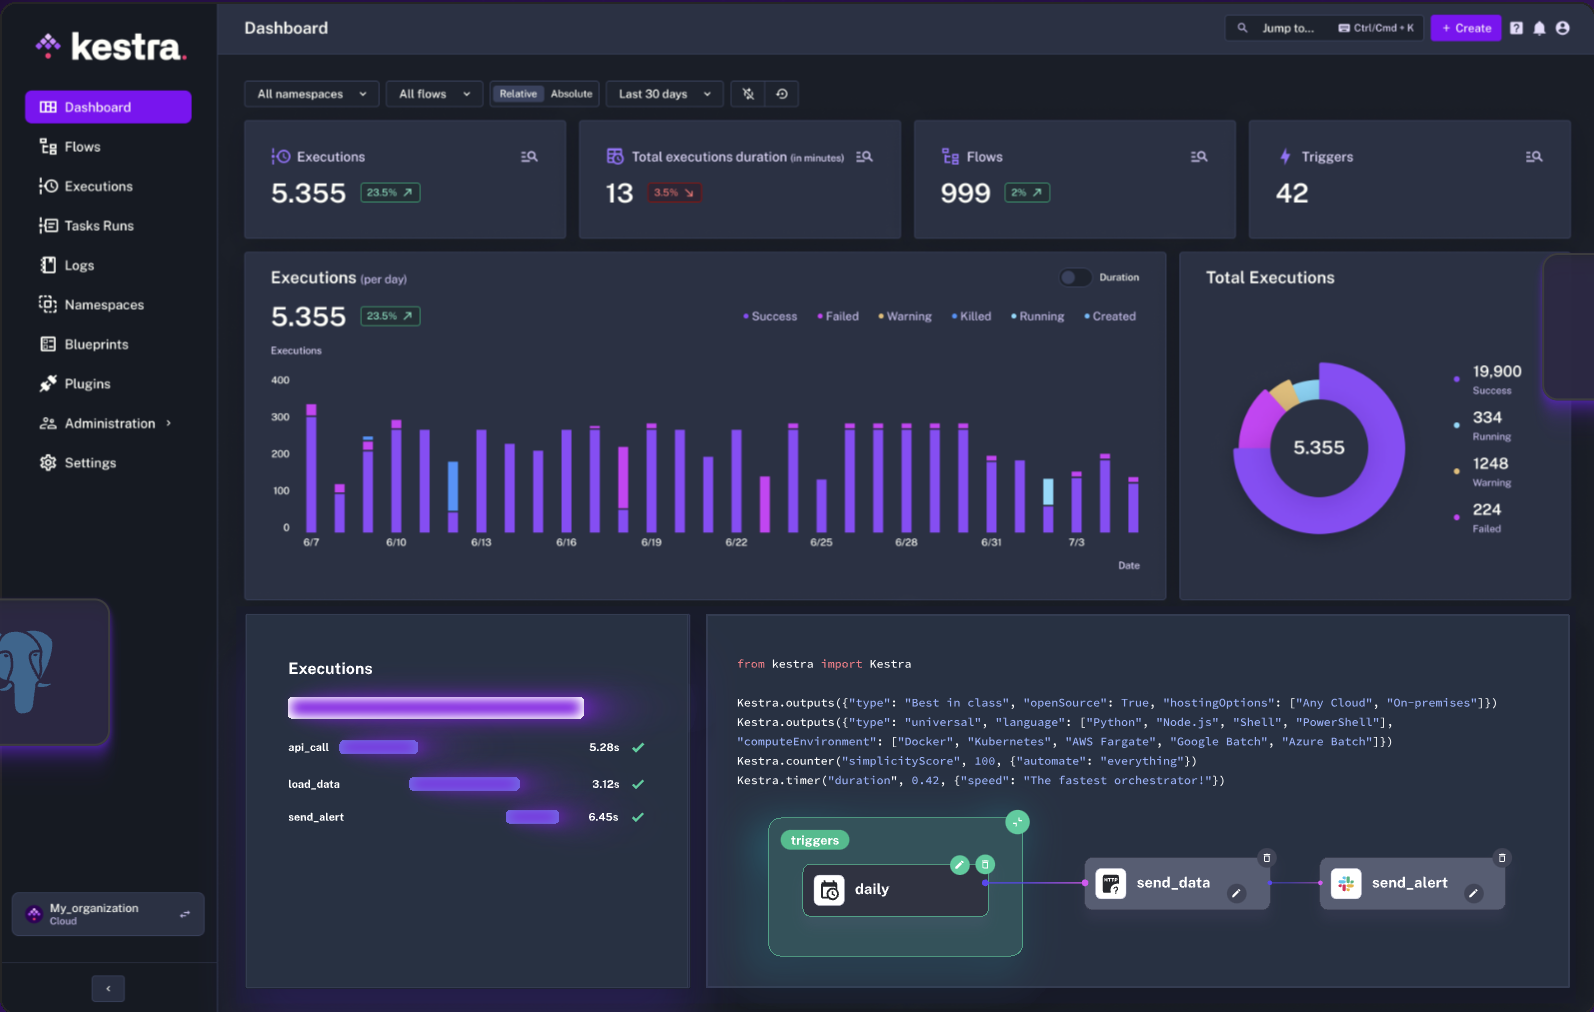 kestra.
Dashboard
Flows
Executions
Tasks Runs
Logs
Namespaces
Blueprints
Plugins
Administration
Settings
My_organization
Cloud
Dashboard
Jump to... Ctrl/Cmd + K
+ Create
All namespaces All flows Relative Absolute Last 30 days
Executions
5.355 23.5%
Total executions duration (in minutes)
13 3.5%
Flows
999 2%
Triggers
42
Executions (per day)
Duration
5.355 23.5%
Success Failed Warning Killed Running Created
Executions
400
300
200
100
0
6/7 6/10 6/13 6/16 6/19 6/22 6/25 6/28 6/31 7/3
Date
Total Executions
5.355
19,900
Success
334
Running
1248
Warning
224
Failed
Executions
api_call 5.28s
load_data 3.12s
send_alert 6.45s
from kestra import Kestra
Kestra.outputs({"type": "Best in class", "openSource": True, "hostingOptions": ["Any Cloud", "On-premises"]})
Kestra.outputs({"type": "universal", "language": ["Python", "Node.js", "Shell", "PowerShell"],
"computeEnvironment": ["Docker", "Kubernetes", "AWS Fargate", "Google Batch", "Azure Batch"]})
Kestra.counter("simplicityScore", 100, {"automate": "everything"})
Kestra.timer("duration", 0.42, {"speed": "The fastest orchestrator!"})
triggers
daily
HTTP
send_data
send_alert